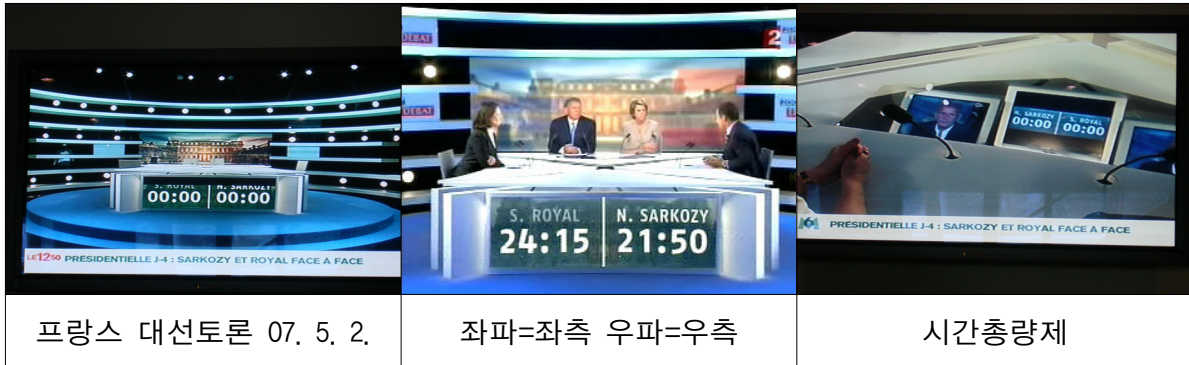 S. ROYAL N. SARKOZY
00:00 00:00
LE1250 PRÉSIDENTIELLE J-4 : SARKOZY ET ROYAL FACE A FACE
DEBAT
2
DEBAT
S. ROYAL N. SARKOZY
24:15 21:50
N. SARKOZY S. ROYAL
00:00 00:00
M6 PRÉSIDENTIELLE J-4 : SARKOZY ET ROYAL FACE A FACE
프랑스 대선토론 07. 5. 2.
좌파=좌측 우파=우측
시간총량제